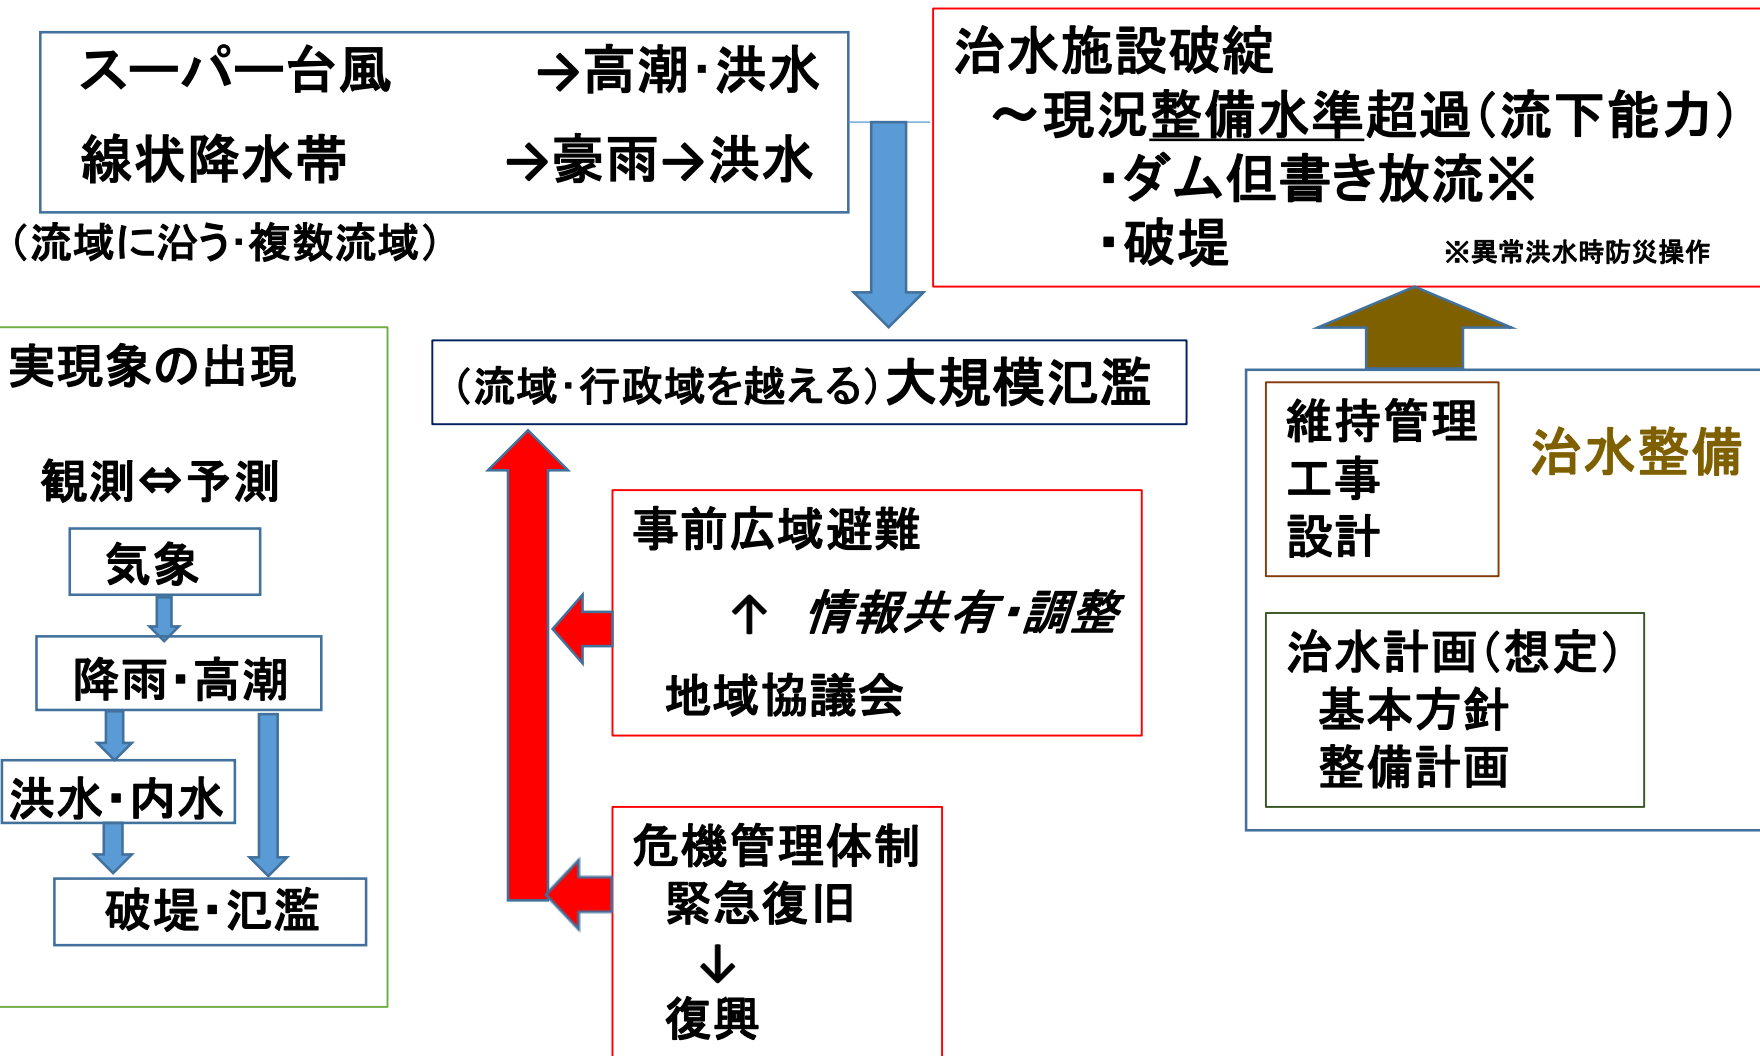 スーパー台風 →高潮・洪水
線状降水帯 →豪雨→洪水
（流域に沿う・複数流域）
治水施設破綻
～現況整備水準超過（流下能力）
・ダム但書き放流※
・破堤
※異常洪水時防災操作
（流域・行政域を越える）大規模氾濫
実現象の出現
観測⇔予測
気象
降雨・高潮
洪水・内水
破堤・氾濫
事前広域避難
↑ 情報共有・調整
地域協議会
危機管理体制
緊急復旧
↓
復興
維持管理
工事
設計
治水整備
治水計画（想定）
基本方針
整備計画